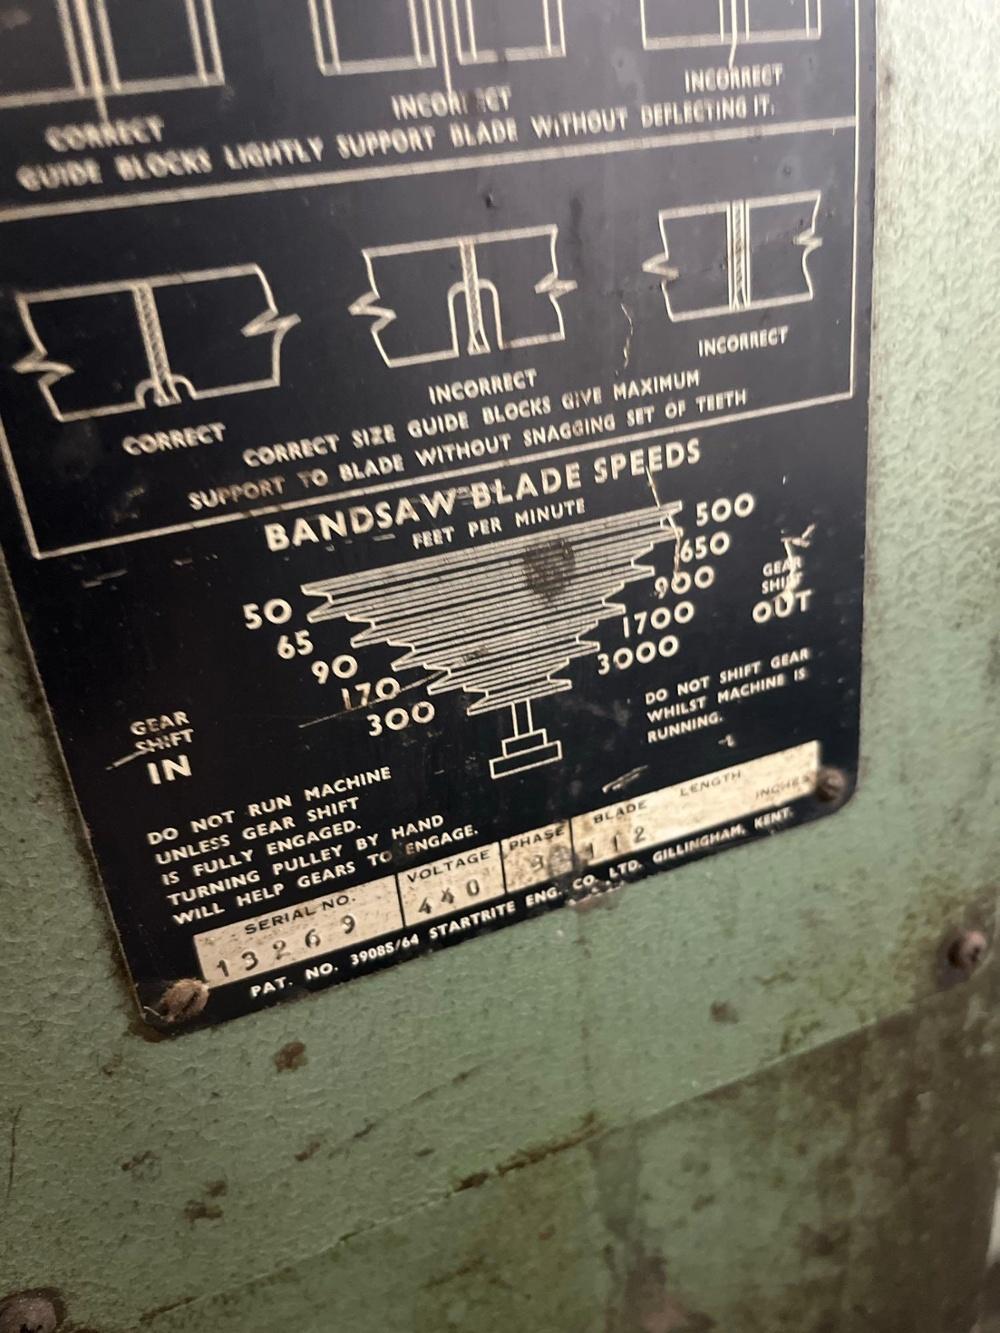 CORRECT
INCORRECT
INCORRECT
GUIDE BLOCKS LIGHTLY SUPPORT BLADE WITHOUT DEFLECTING IT.
CORRECT
INCORRECT
INCORRECT
CORRECT SIZE GUIDE BLOCKS GIVE MAXIMUM
SUPPORT TO BLADE WITHOUT SNAGGING SET OF TEETH
BANDSAW BLADE SPEEDS
FEET PER MINUTE
50
65
90
170
300
500
650
900
1700
3000
GEAR
SHIFT
IN
GEAR
SHIFT
OUT
DO NOT RUN MACHINE
UNLESS GEAR SHIFT
IS FULLY ENGAGED.
TURNING PULLEY BY HAND
WILL HELP GEARS TO ENGAGE.
DO NOT SHIFT GEAR
WHILST MACHINE IS
RUNNING.
SERIAL NO.
13269
VOLTAGE
440
PHASE
3
BLADE LENGTH
112 INCHES
PAT. NO. 39085/64 STARTRITE ENG. CO. LTD. GILLINGHAM, KENT.